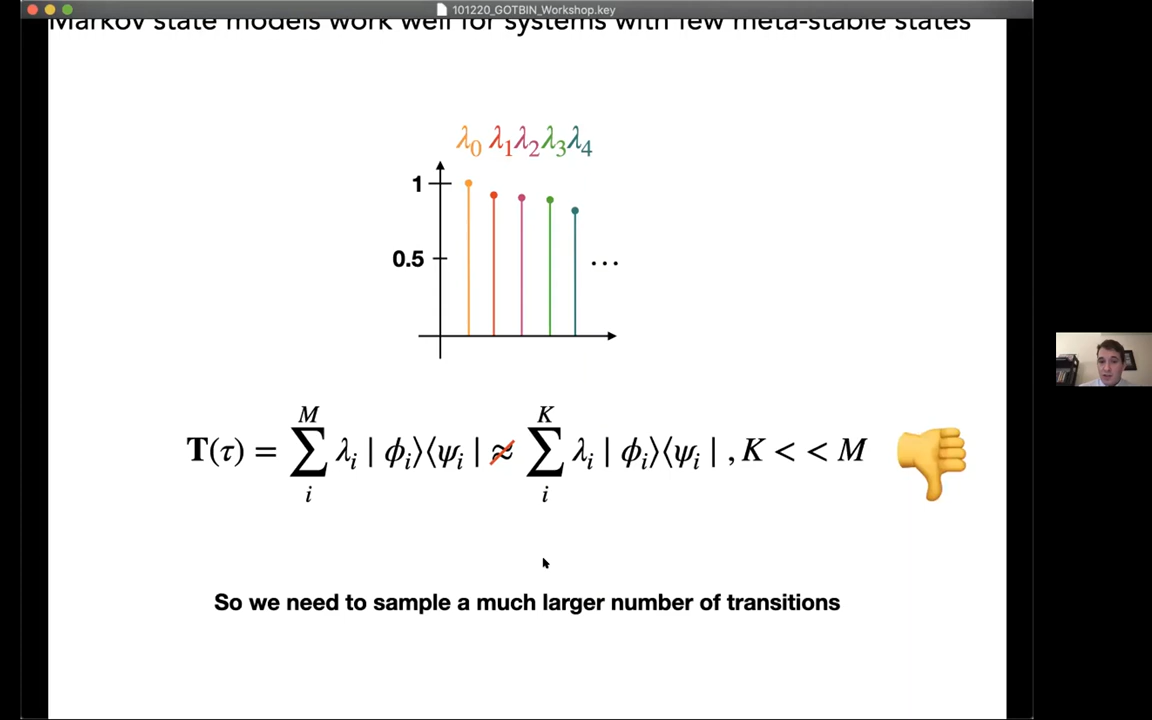 101220_GOTBIN_Workshop.key
Markov state models work well for systems with few meta-stable states
λ0 λ1 λ2 λ3 λ4
1
0.5
...
T(τ) = ∑_i^M λi | ϕi⟩⟨ψi | ≉ ∑_i^K λi | ϕi⟩⟨ψi | , K < < M
So we need to sample a much larger number of transitions